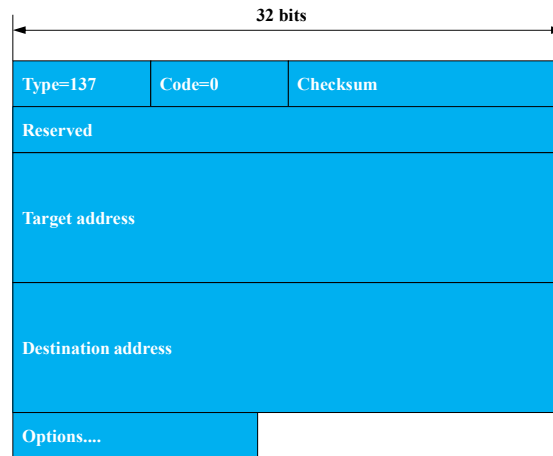 32 bits
Type=137 Code=0 Checksum
Reserved
Target address
Destination address
Options....